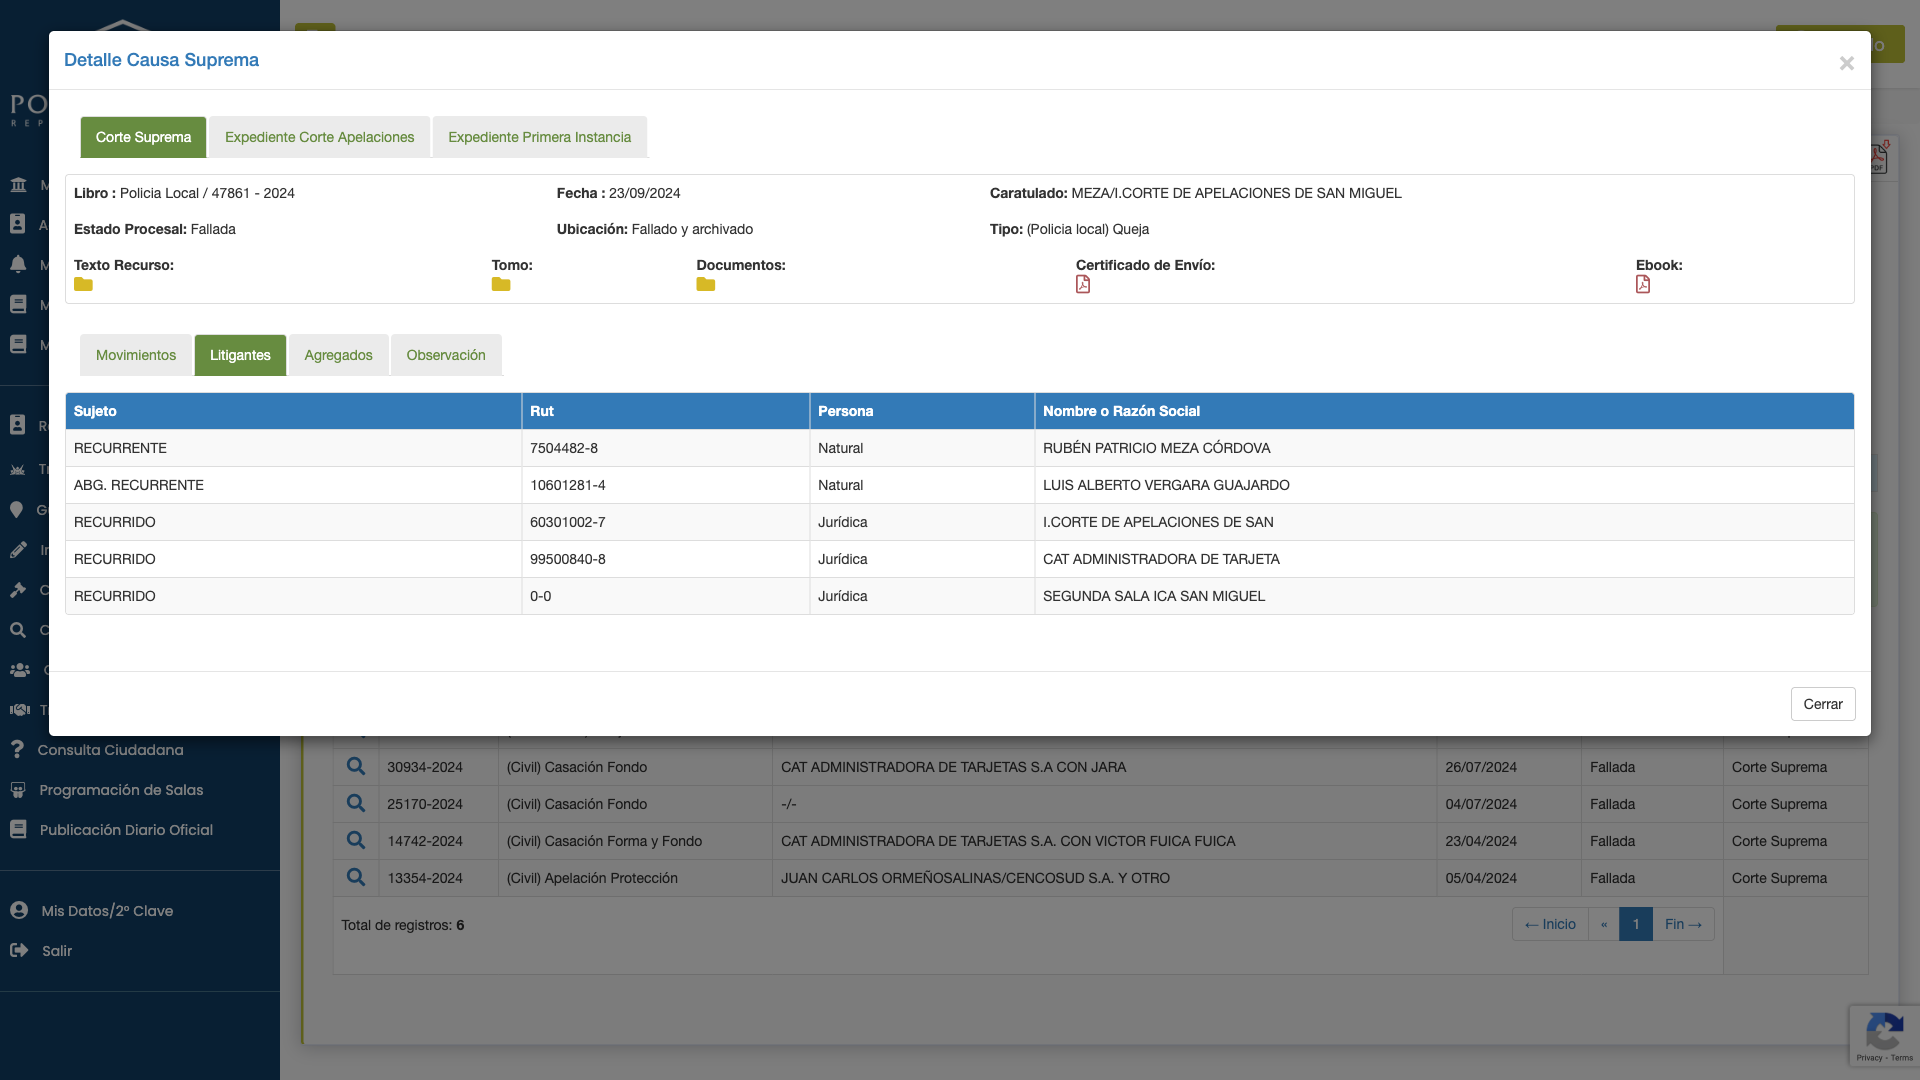 Detalle Causa Suprema
×
Corte Suprema
Expediente Corte Apelaciones
Expediente Primera Instancia
Libro : Policia Local / 47861 - 2024
Fecha : 23/09/2024
Caratulado: MEZA/I.CORTE DE APELACIONES DE SAN MIGUEL
Estado Procesal: Fallada
Ubicación: Fallado y archivado
Tipo: (Policia local) Queja
Texto Recurso:
Tomo:
Documentos:
Certificado de Envío:
Ebook:
Movimientos
Litigantes
Agregados
Observación
Sujeto Rut Persona Nombre o Razón Social
RECURRENTE 7504482-8 Natural RUBÉN PATRICIO MEZA CÓRDOVA
ABG. RECURRENTE 10601281-4 Natural LUIS ALBERTO VERGARA GUAJARDO
RECURRIDO 60301002-7 Jurídica I.CORTE DE APELACIONES DE SAN
RECURRIDO 99500840-8 Jurídica CAT ADMINISTRADORA DE TARJETA
RECURRIDO 0-0 Jurídica SEGUNDA SALA ICA SAN MIGUEL
Cerrar
Consulta Ciudadana
Programación de Salas
Publicación Diario Oficial
Mis Datos/2º Clave
Salir
30934-2024 (Civil) Casación Fondo CAT ADMINISTRADORA DE TARJETAS S.A CON JARA 26/07/2024 Fallada Corte Suprema
25170-2024 (Civil) Casación Fondo -/- 04/07/2024 Fallada Corte Suprema
14742-2024 (Civil) Casación Forma y Fondo CAT ADMINISTRADORA DE TARJETAS S.A. CON VICTOR FUICA FUICA 23/04/2024 Fallada Corte Suprema
13354-2024 (Civil) Apelación Protección JUAN CARLOS ORMEÑOSALINAS/CENCOSUD S.A. Y OTRO 05/04/2024 Fallada Corte Suprema
Total de registros: 6
← Inicio « 1 Fin →
Privacy - Terms